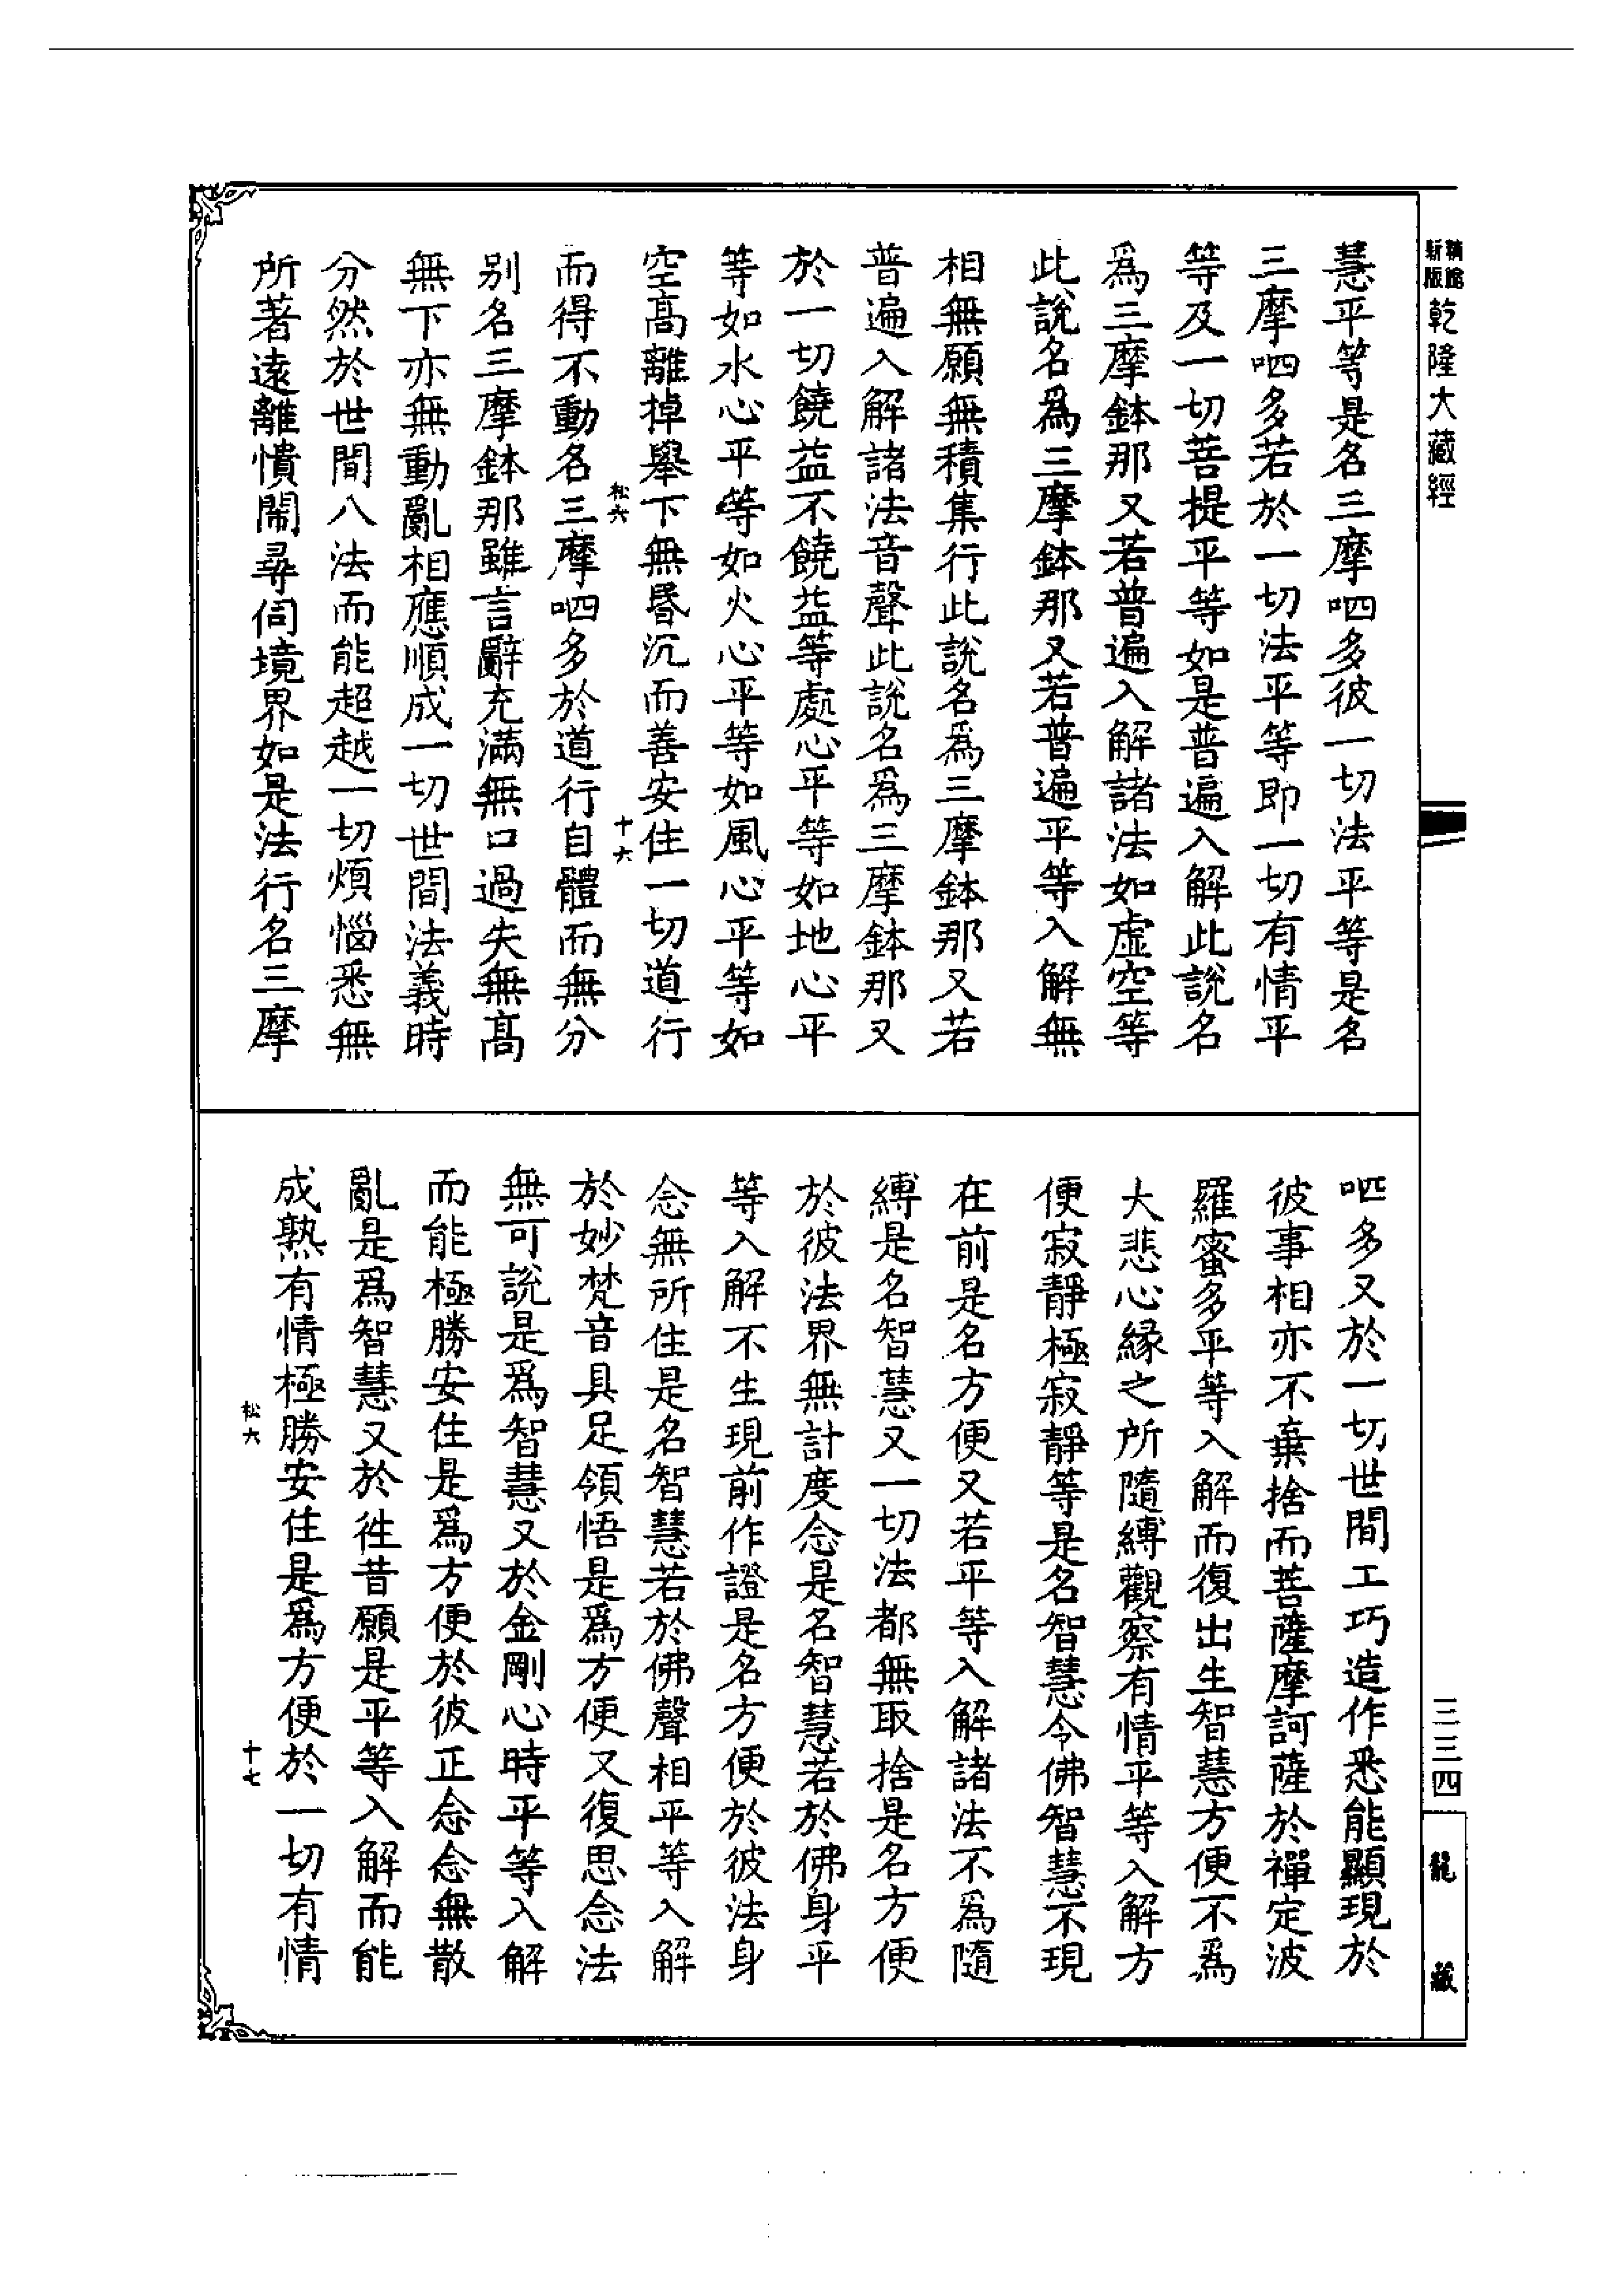 精館新版乾隆大藏經
慧平等是名三摩呬多彼一切法平等是名
三摩呬多若於一切法平等即一切有情平
等及一切菩提平等如是普遍入解此說名
爲三摩鉢那又若普遍入解諸法如虛空等
此說名爲三摩鉢那又若普遍平等入解無
相無願無積集行此說名爲三摩鉢那又若
普遍入解諸法音聲此說名爲三摩鉢那又
於一切饒益不饒益等處心平等如地心平
等如水心平等如火心平等如風心平等如
空高離掉舉下無昏沉而善安住一切道行
松六
十六
而得不動名三摩呬多於道行自體而無分
别名三摩鉢那雖言辭充滿無口過失無高
無下亦無動亂相應順成一切世間法義時
分然於世間八法而能超越一切煩惱悉無
所著遠離憒閙尋伺境界如是法行名三摩
呬多又於一切世間工巧造作悉能顯現於
彼事相亦不棄捨而菩薩摩訶薩於禪定波
羅蜜多平等入解而復出生智慧方便不爲
大悲心緣之所隨縛觀察有情平等入解方
便寂靜極寂靜等是名智慧令佛智慧不現
在前是名方便又若平等入解諸法不爲隨
縛是名智慧又一切法都無取捨是名方便
於彼法界無計度念是名智慧若於佛身平
等入解不生現前作證是名方便於彼法身
念無所住是名智慧若於佛聲相平等入解
於妙梵音具足領悟是爲方便又復思念法
無可說是爲智慧又於金剛心時平等入解
而能極勝安住是爲方便於彼正念念無散
亂是爲智慧又於徃昔願是平等入解而能
成熟有情極勝安住是爲方便於一切有情
松六
十七
三三四
龍藏